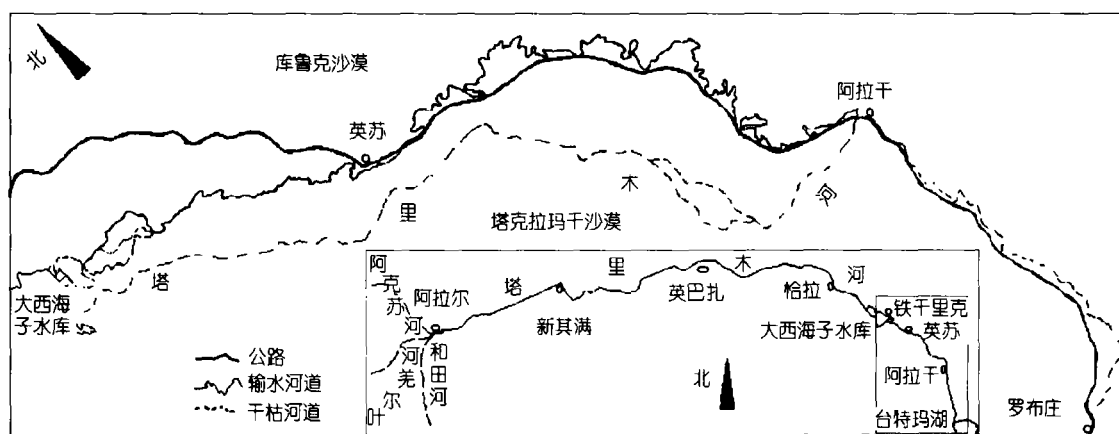 北
库鲁克沙漠
阿拉干
英苏
里
木
河
塔克拉玛干沙漠
塔
大西海
子水库
公路
输水河道
干枯河道
罗布庄
阿克苏河
阿拉尔
塔
里
木
河
新其满
英巴扎
恰拉
铁干里克
大西海子水库
英苏
阿拉干
台特玛湖
北
和田河
叶尔羌河